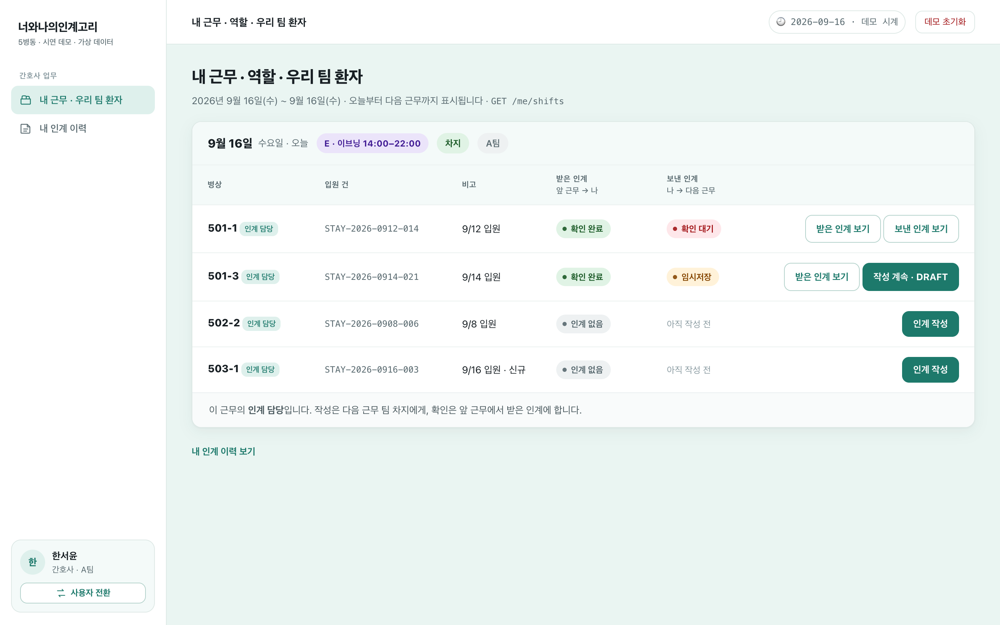 너와나의인계고리
5병동 · 시연 데모 · 가상 데이터
간호사 업무
내 근무 · 우리 팀 환자
내 인계 이력
한
한서윤
간호사 · A팀
사용자 전환
내 근무 · 역할 · 우리 팀 환자
2026-09-16 · 데모 시계
데모 초기화
내 근무 · 역할 · 우리 팀 환자
2026년 9월 16일(수) ~ 9월 16일(수) · 오늘부터 다음 근무까지 표시됩니다 · GET /me/shifts
9월 16일 수요일 · 오늘 E · 이브닝 14:00–22:00 차지 A팀
병상 입원 건 비고 받은 인계 보낸 인계
앞 근무 → 나 나 → 다음 근무
501-1 인계 담당 STAY-2026-0912-014 9/12 입원 확인 완료 확인 대기 받은 인계 보기 보낸 인계 보기
501-3 인계 담당 STAY-2026-0914-021 9/14 입원 확인 완료 임시저장 받은 인계 보기 작성 계속 · DRAFT
502-2 인계 담당 STAY-2026-0908-006 9/8 입원 인계 없음 아직 작성 전 인계 작성
503-1 인계 담당 STAY-2026-0916-003 9/16 입원 · 신규 인계 없음 아직 작성 전 인계 작성
이 근무의 인계 담당입니다. 작성은 다음 근무 팀 차지에게, 확인은 앞 근무에서 받은 인계에 합니다.
내 인계 이력 보기